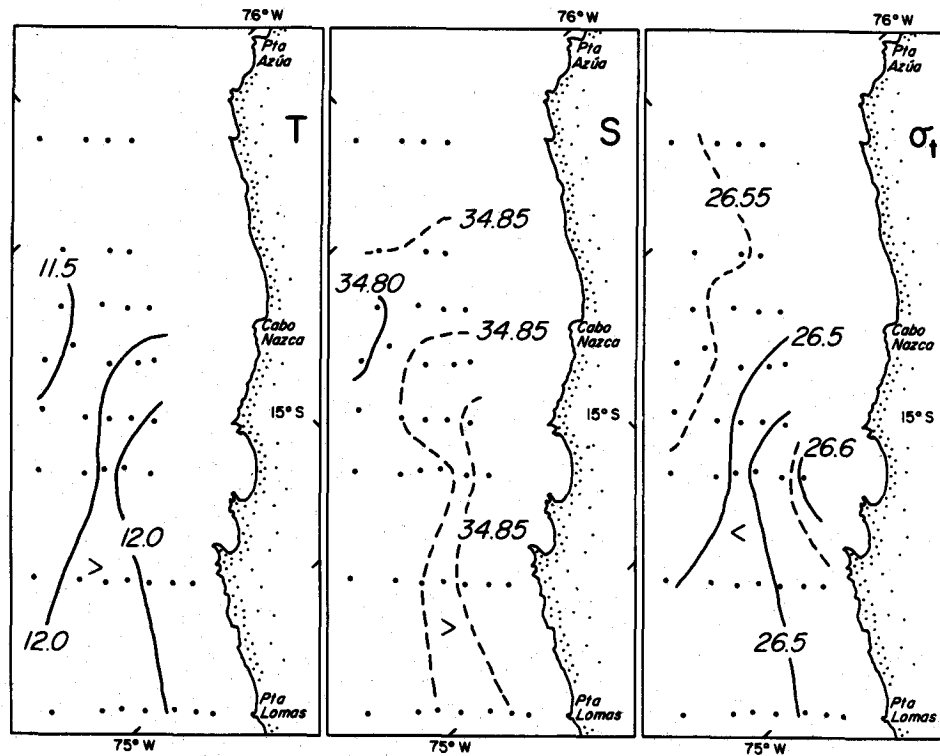 76° W
Pta
Azúa
T
11.5
Cabo
Nazca
15° S
12.0
>
12.0
Pta
Lomas
75° W
76° W
Pta
Azúa
S
34.85
34.80
34.85
Cabo
Nazca
15° S
34.85
>
Pta
Lomas
75° W
76° W
Pta
Azúa
σt
26.55
26.5
Cabo
Nazca
15° S
26.6
<
26.5
Pta
Lomas
75° W